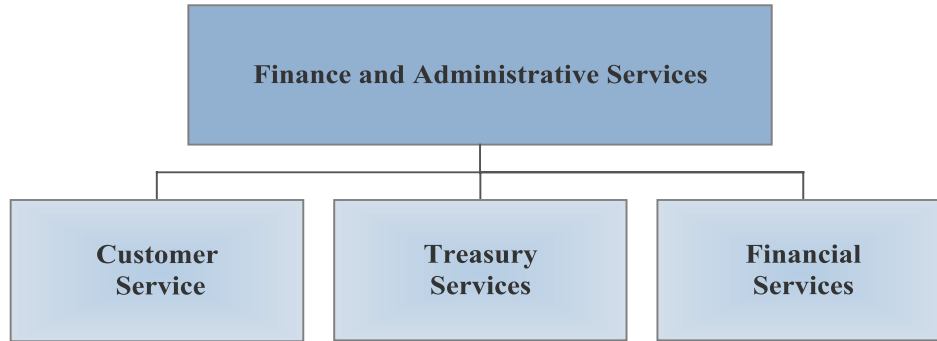 Finance and Administrative Services
Customer
Service
Treasury
Services
Financial
Services